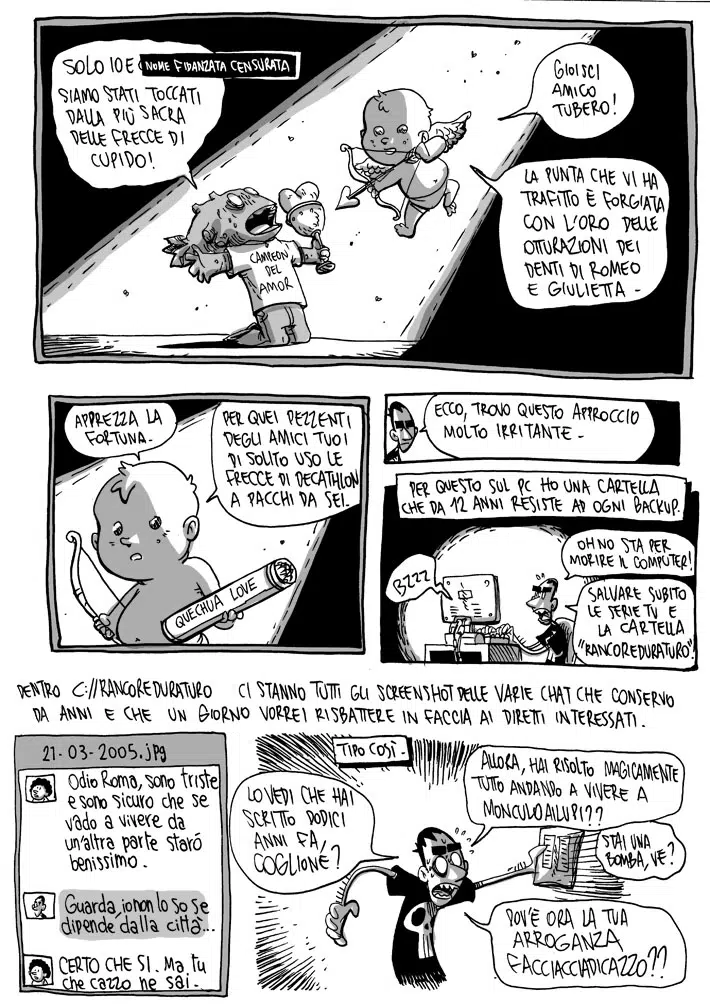 SOLO IO E NOME FIDANZATA CENSURATA
SIAMO STATI TOCCATI
DALLA PIÙ SACRA
DELLE FRECCE DI
CUPIDO!
GIOISCI
AMICO
TUBERO!
LA PUNTA CHE VI HA
TRAFITTO È FORGIATA
CON L'ORO DELLE
OTTURAZIONI DEI
DENTI DI ROMEO
E GIULIETTA -
CAMPEON
DEL
AMOR
APPREZZA LA
FORTUNA -
PER QUEI PEZZENTI
DEGLI AMICI TUOI
DI SOLITO USO LE
FRECCE DI DECATHLON
A PACCHI DA SEI -
QUECHUA LOVE
ECCO, TROVO QUESTO APPROCCIO
MOLTO IRRITANTE -
PER QUESTO SUL PC HO UNA CARTELLA
CHE DA 12 ANNI RESISTE AD OGNI BACKUP.
BZZZ
OH NO STA PER
MORIRE IL COMPUTER!
SALVARE SUBITO
LE SERIE TV E
LA CARTELLA
"RANCOREDURATURO"!
DENTRO C://RANCOREDURATURO CI STANNO TUTTI GLI SCREENSHOT DELLE VARIE CHAT CHE CONSERVO
DA ANNI E CHE UN GIORNO VORREI RISBATTERE IN FACCIA AI DIRETTI INTERESSATI.
21-03-2005.jpg
Odio Roma, sono triste
e sono sicuro che se
vado a vivere da
un'altra parte staró
benissimo.
Guarda, io non lo so se
dipende dalla città...
CERTO CHE SI. Ma tu
che cazzo ne sai.
TIPO COSÌ -
LO VEDI CHE HAI
SCRITTO DODICI
ANNI FA,
COGLIONE?
ALLORA, HAI RISOLTO MAGICAMENTE
TUTTO ANDANDO A VIVERE A
MONCULOAILUPI??
STAI UNA
BOMBA, VE'?
DOV'È ORA LA TUA
ARROGANZA
FACCIACCIADICAZZO??